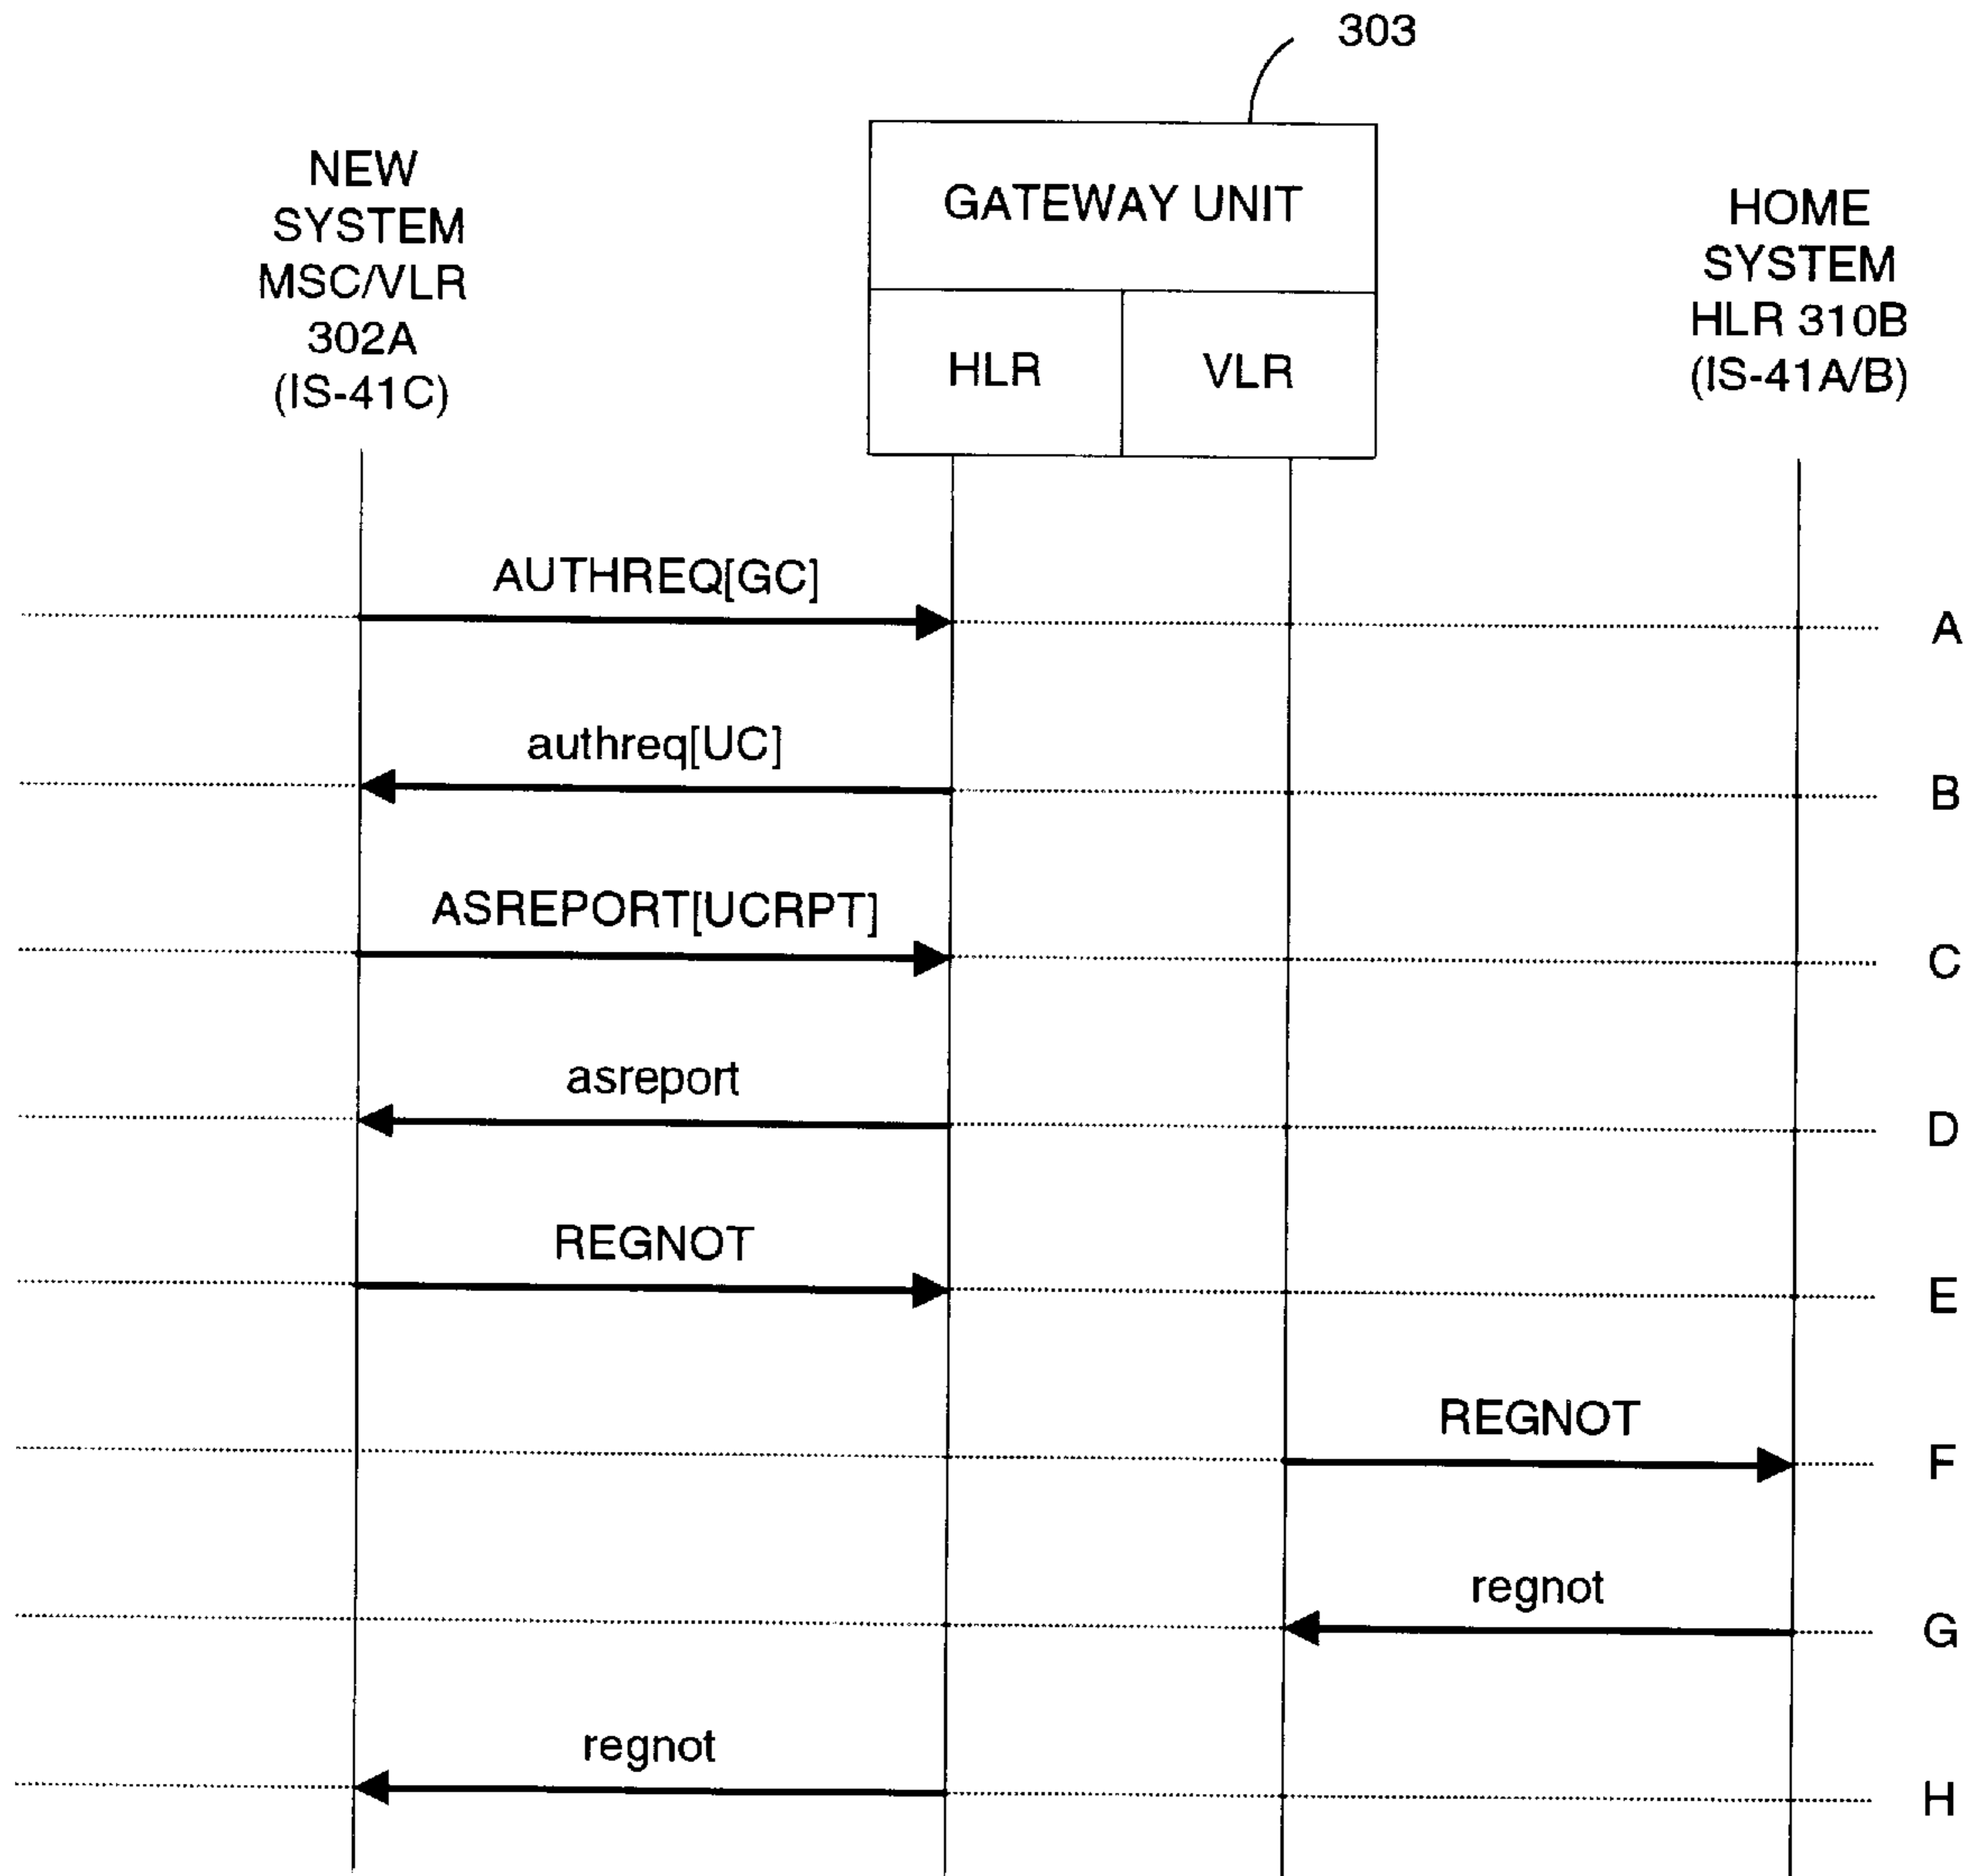 303
NEW
SYSTEM
MSC/VLR
302A
(IS-41C)
GATEWAY UNIT
HLR
VLR
HOME
SYSTEM
HLR 310B
(IS-41A/B)
AUTHREQ[GC]
A
authreq[UC]
B
ASREPORT[UCRPT]
C
asreport
D
REGNOT
E
REGNOT
F
regnot
G
regnot
H